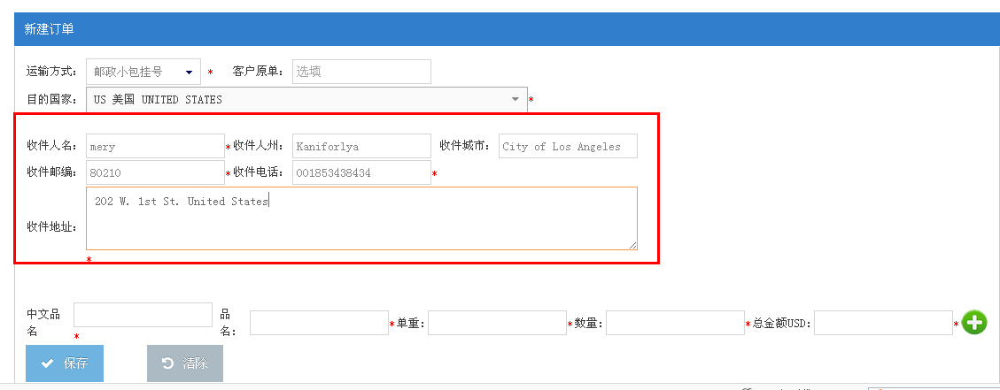 新建订单
运输方式: 邮政小包挂号 * 客户原单: 选填
目的国家: US 美国 UNITED STATES *
收件人名: mery * 收件人州: Kaniforlya 收件城市: City of Los Angeles
收件邮编: 80210 * 收件电话: 001853438434 *
收件地址: 202 W. 1st St. United States
*
中文品名 * 品名: * 单重: * 数量: * 总金额USD: *
保存 清除